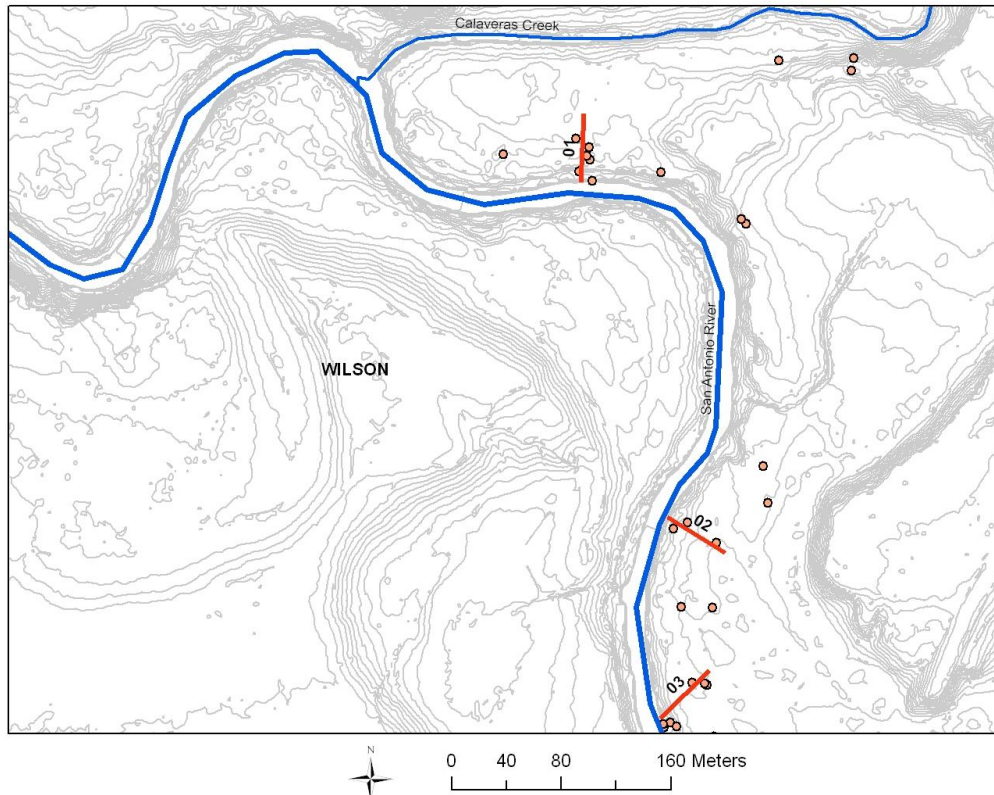 Calaveras Creek
01
San Antonio River
WILSON
02
03
N
0 40 80 160 Meters